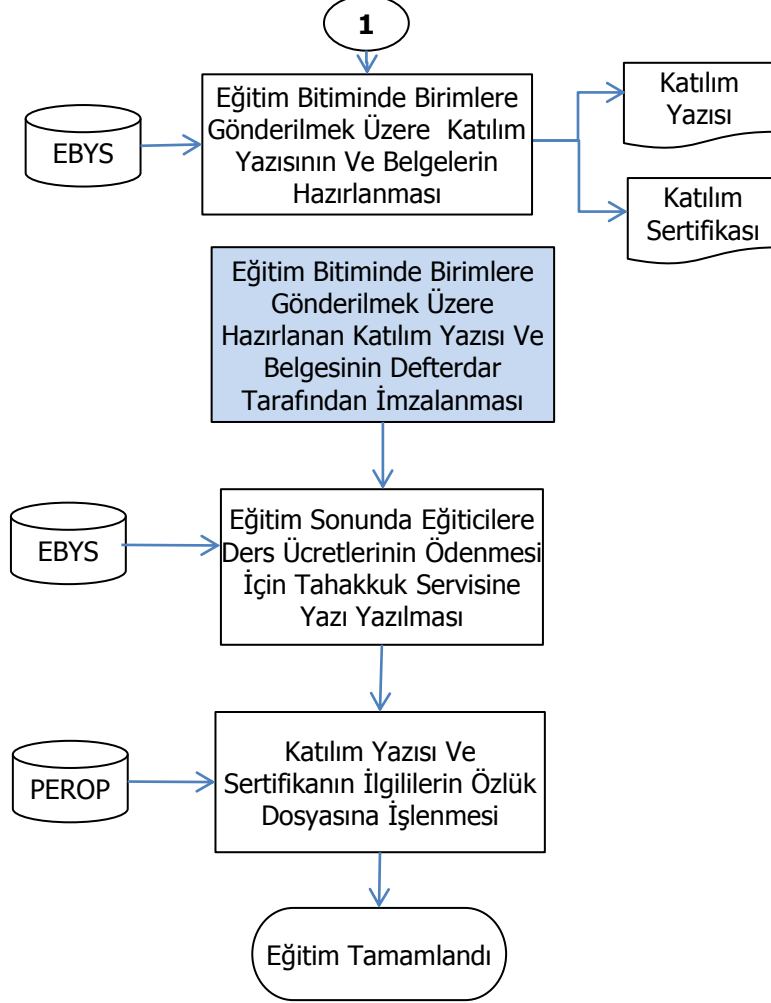 1
Eğitim Bitiminde Birimlere
Gönderilmek Üzere  Katılım
Yazısının Ve Belgelerin
Hazırlanması
EBYS
Katılım
Yazısı
Katılım
Sertifikası
Eğitim Bitiminde Birimlere
Gönderilmek Üzere
Hazırlanan Katılım Yazısı Ve
Belgesinin Defterdar
Tarafından İmzalanması
EBYS
Eğitim Sonunda Eğiticilere
Ders Ücretlerinin Ödenmesi
İçin Tahakkuk Servisine
Yazı Yazılması
PEROP
Katılım Yazısı Ve
Sertifikanın İlgililerin Özlük
Dosyasına İşlenmesi
Eğitim Tamamlandı